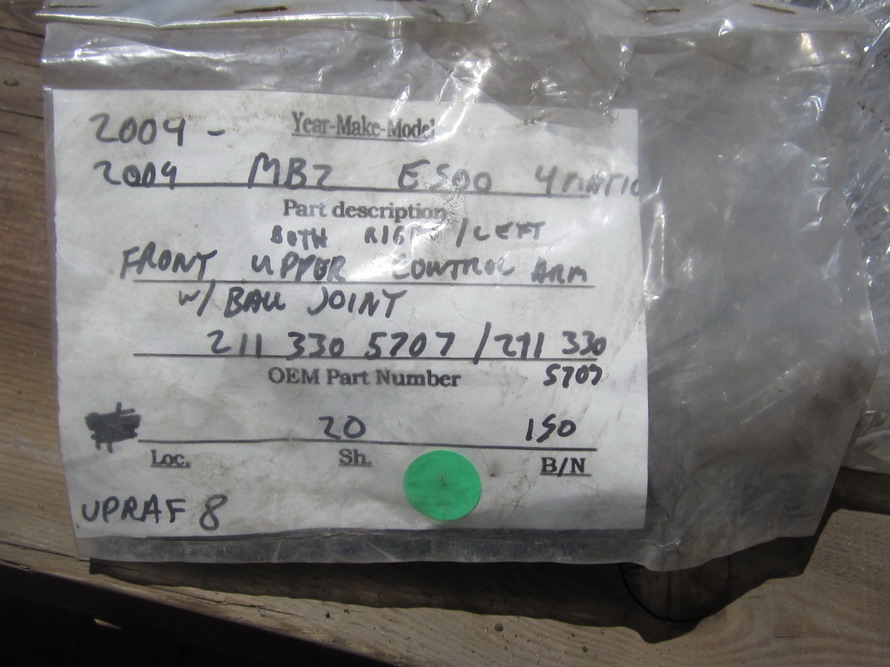 2004 - Year-Make-Model
2009 MBZ E500 4MATIC
Part description
BOTH RIGHT / LEFT
FRONT UPPER CONTROL ARM
W/ BALL JOINT
211 330 5707 / 211 330
OEM Part Number 5707
20 150
Loc. Sh. B/N
UPRAF 8